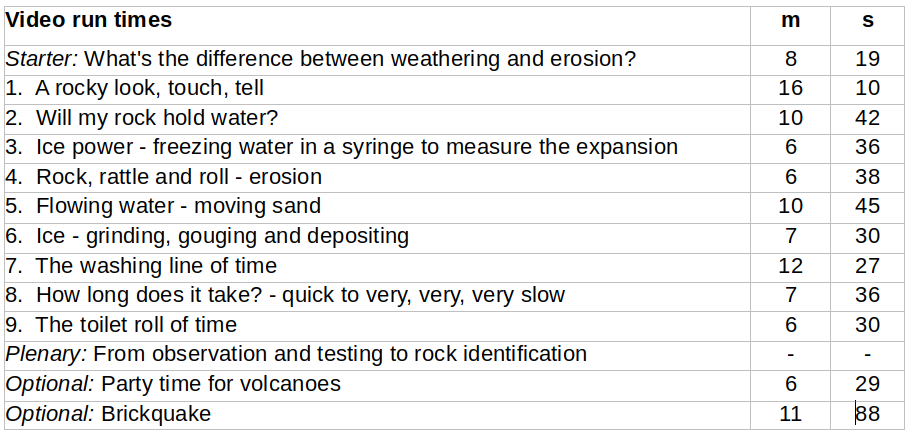 Video run times m s
Starter: What's the difference between weathering and erosion? 8 19
1. A rocky look, touch, tell 16 10
2. Will my rock hold water? 10 42
3. Ice power - freezing water in a syringe to measure the expansion 6 36
4. Rock, rattle and roll - erosion 6 38
5. Flowing water - moving sand 10 45
6. Ice - grinding, gouging and depositing 7 30
7. The washing line of time 12 27
8. How long does it take? - quick to very, very, very slow 7 36
9. The toilet roll of time 6 30
Plenary: From observation and testing to rock identification - -
Optional: Party time for volcanoes 6 29
Optional: Brickquake 11 88